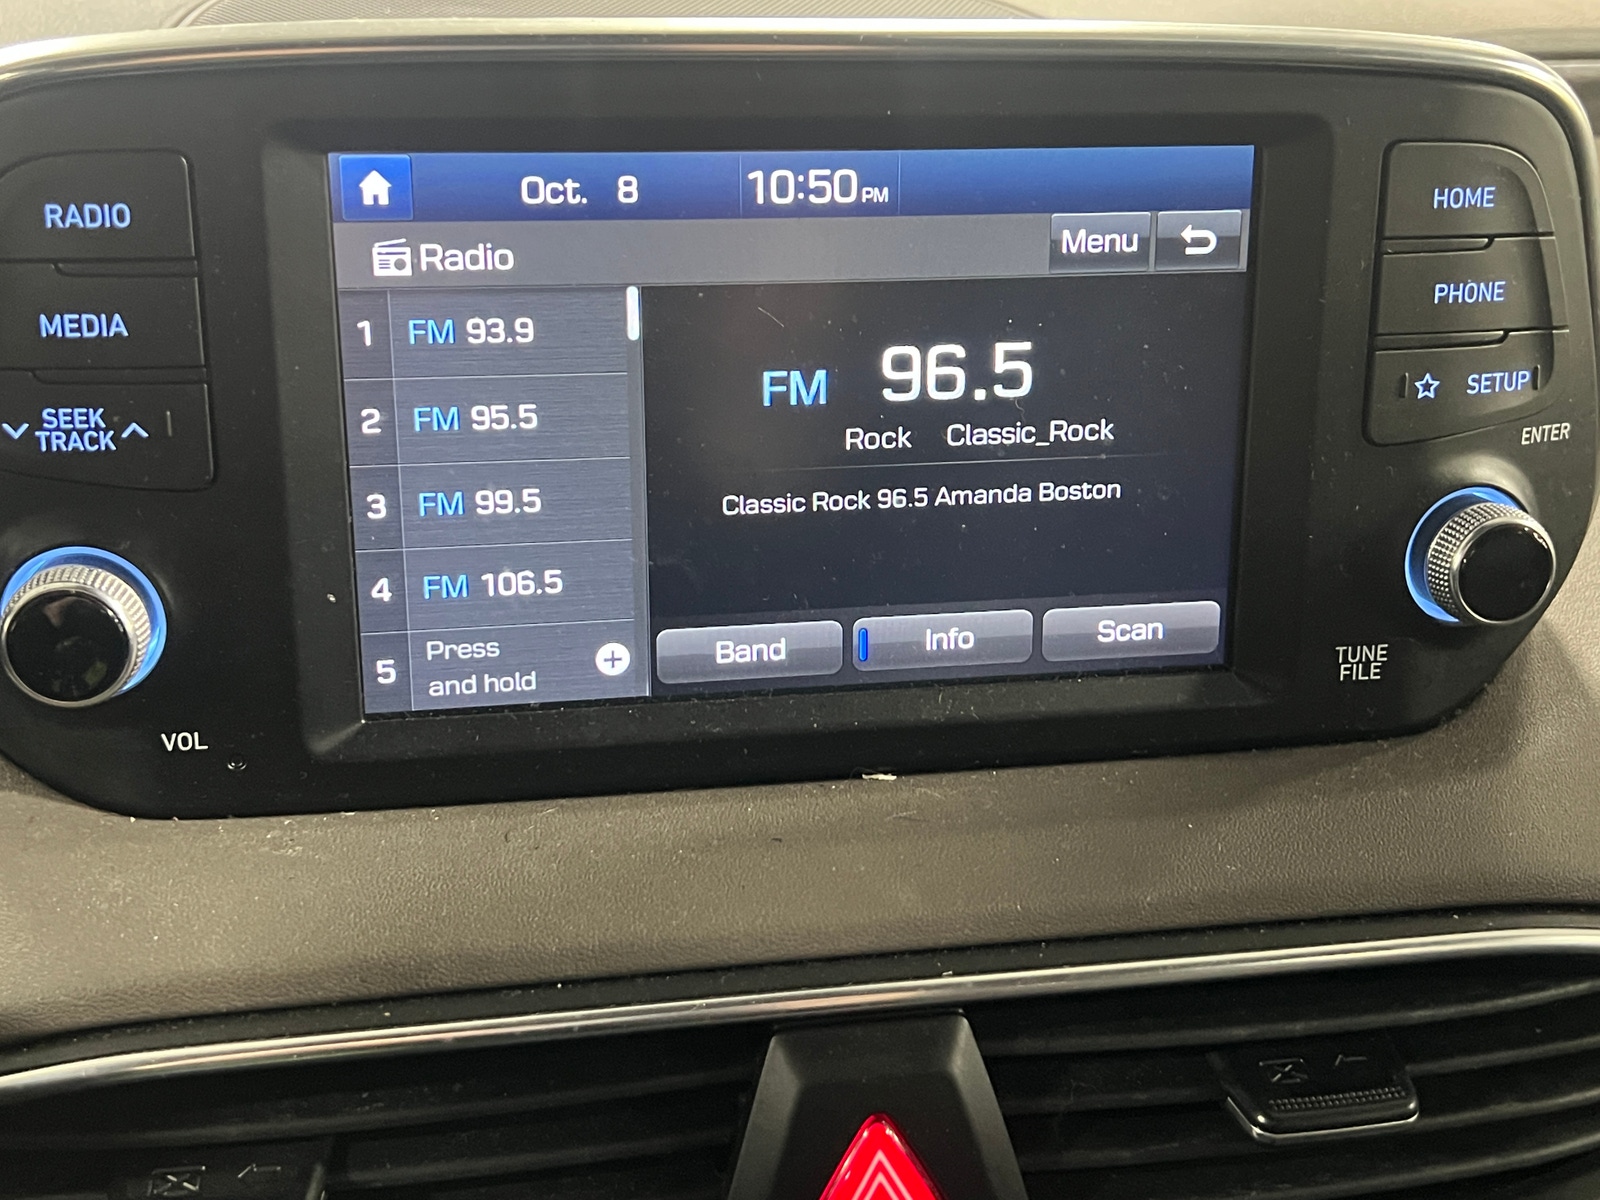 Oct. 8 10:50 PM
Radio Menu
1 FM 93.9
2 FM 95.5
3 FM 99.5
4 FM 106.5
5 Press
and hold
FM 96.5
Rock Classic_Rock
Classic Rock 96.5 Amanda Boston
Band Info Scan
RADIO
MEDIA
SEEK
TRACK
VOL
HOME
PHONE
SETUP
ENTER
TUNE
FILE